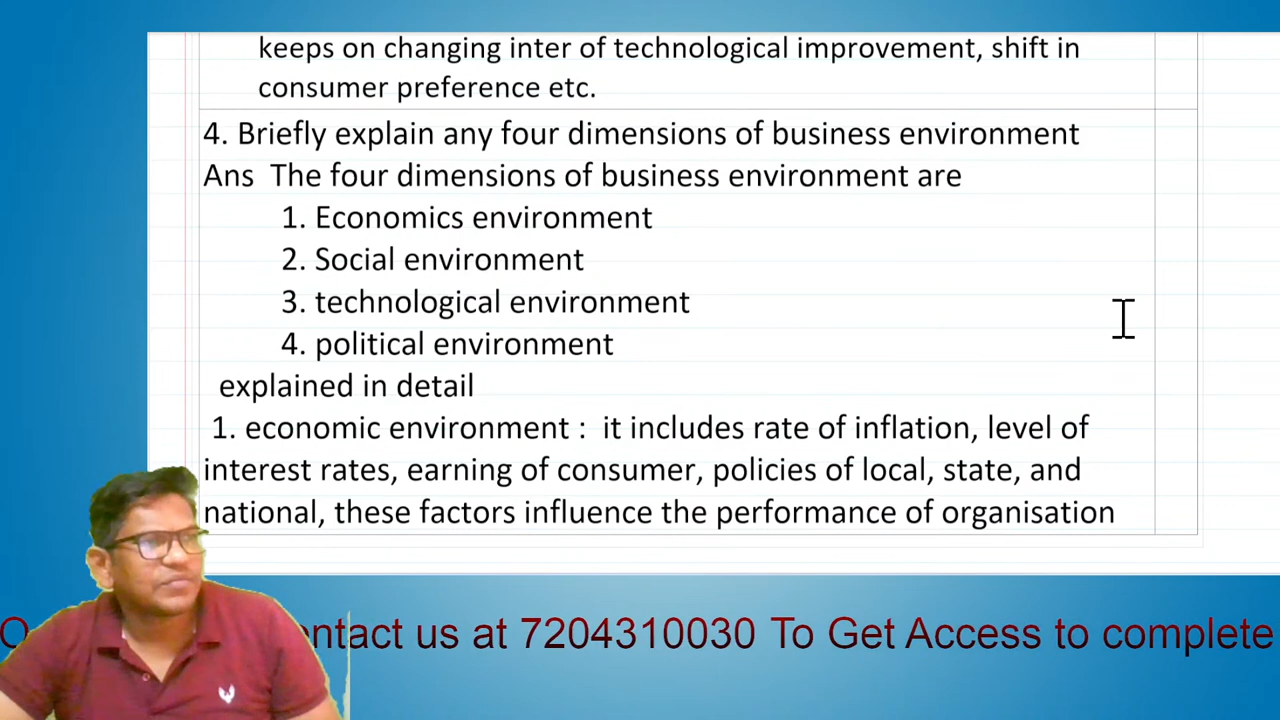 keeps on changing inter of technological improvement, shift in
consumer preference etc.
4. Briefly explain any four dimensions of business environment
Ans The four dimensions of business environment are
1. Economics environment
2. Social environment
3. technological environment
4. political environment
explained in detail
1. economic environment : it includes rate of inflation, level of
interest rates, earning of consumer, policies of local, state, and
national, these factors influence the performance of organisation
us at 7204310030 To Get Access to complete